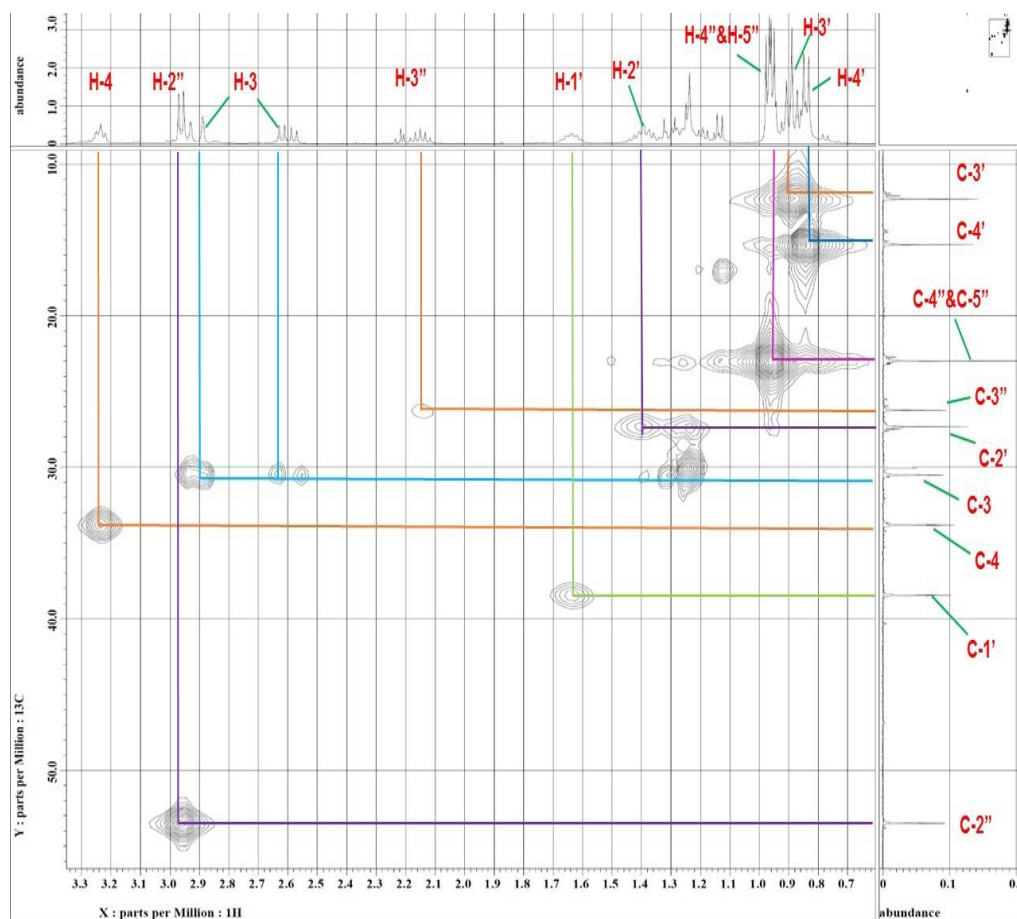 abundance
3.0
2.0
1.0
0
H-4
H-2”
H-3
H-3”
H-1’
H-2’
H-4”&H-5”
H-3’
H-4’
10.0
20.0
30.0
40.0
50.0
C-3’
C-4’
C-4”&C-5”
C-3”
C-2’
C-3
C-4
C-1’
C-2”
Y : parts per Million : 13C
3.3 3.2 3.1 3.0 2.9 2.8 2.7 2.6 2.5 2.4 2.3 2.2 2.1 2.0 1.9 1.8 1.7 1.6 1.5 1.4 1.3 1.2 1.1 1.0 0.9 0.8 0.7
0 0.1 0.
X : parts per Million : 1H
abundance